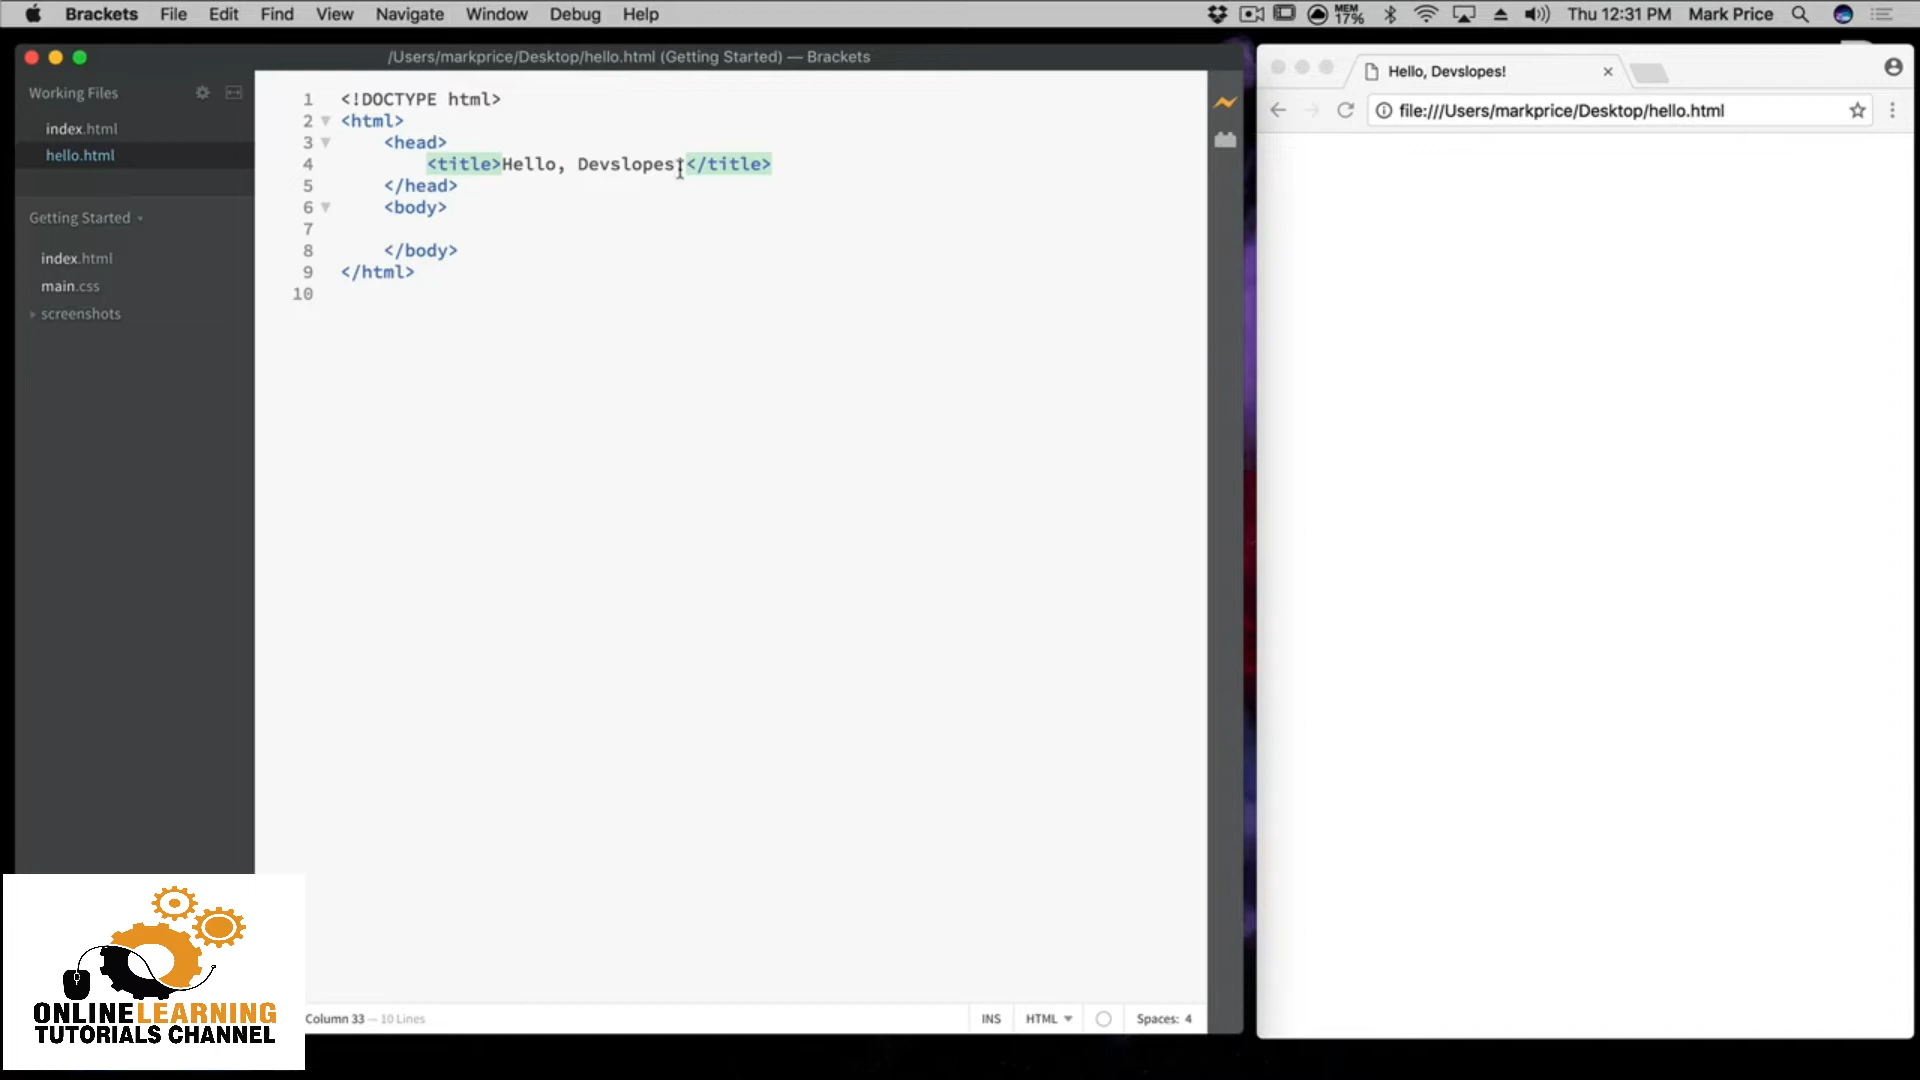 Brackets File Edit Find View Navigate Window Debug Help MEM 17% Thu 12:31 PM Mark Price
/Users/markprice/Desktop/hello.html (Getting Started) — Brackets
Working Files
index.html
hello.html
Getting Started
index.html
main.css
screenshots
1 <!DOCTYPE html>
2 <html>
3 <head>
4 <title>Hello, Devslopes!</title>
5 </head>
6 <body>
7
8 </body>
9 </html>
10
Column 33 — 10 Lines
INS HTML Spaces: 4
Hello, Devslopes!
file:///Users/markprice/Desktop/hello.html
ONLINELEARNING
TUTORIALS CHANNEL